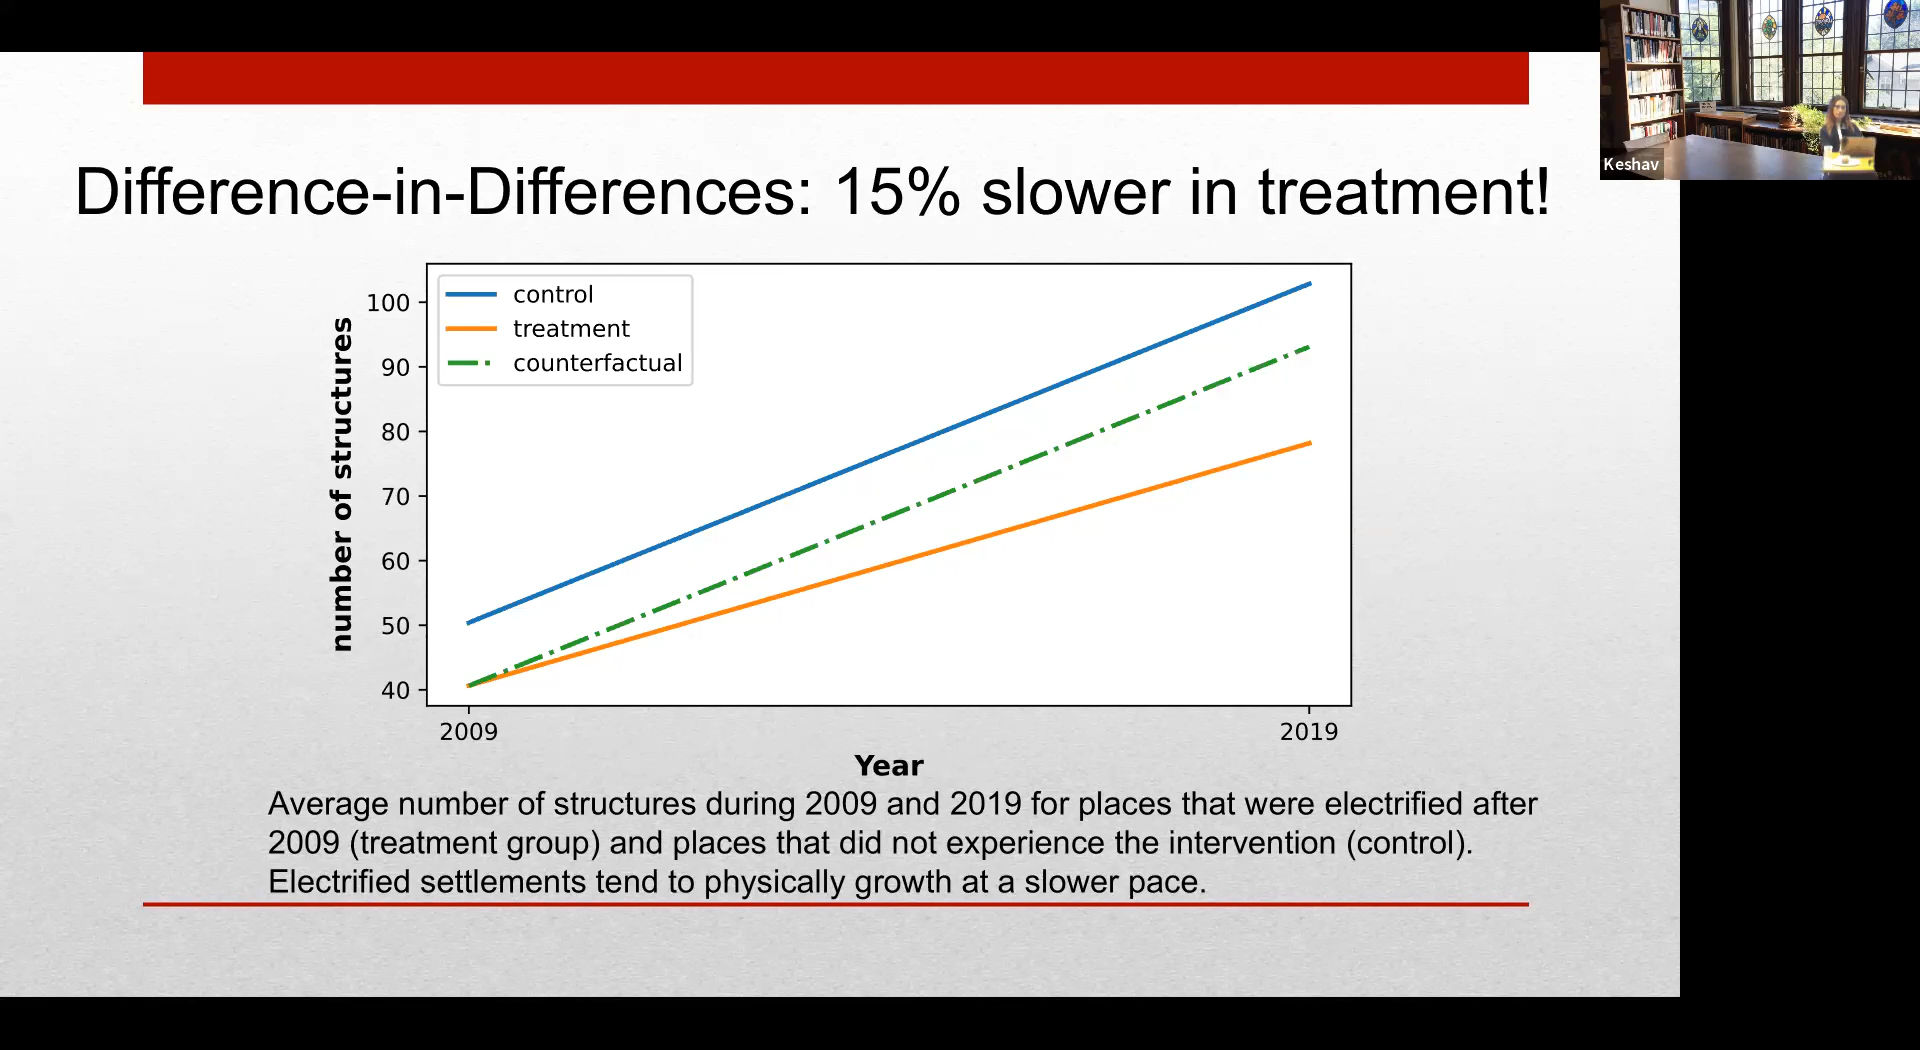 Keshav
Difference-in-Differences: 15% slower in treatment!
control
treatment
counterfactual
100
90
80
70
60
50
40
number of structures
2009
2019
Year
Average number of structures during 2009 and 2019 for places that were electrified after
2009 (treatment group) and places that did not experience the intervention (control).
Electrified settlements tend to physically growth at a slower pace.